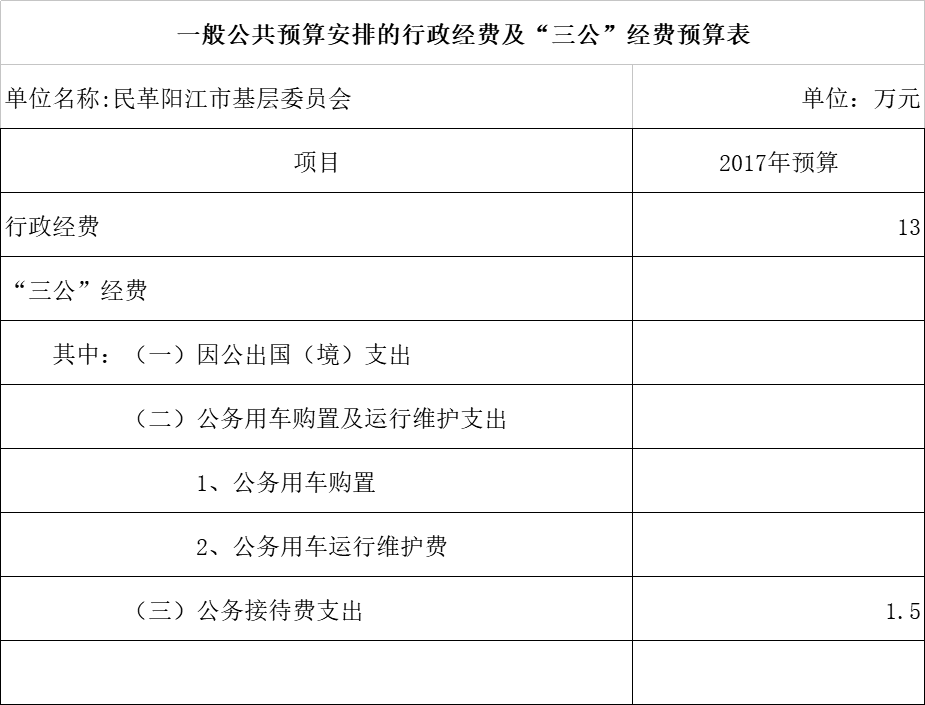 一般公共预算安排的行政经费及“三公”经费预算表
单位名称:民革阳江市基层委员会 单位：万元
项目 2017年预算
行政经费 13
“三公”经费
其中：（一）因公出国（境）支出
（二）公务用车购置及运行维护支出
1、公务用车购置
2、公务用车运行维护费
（三）公务接待费支出 1.5